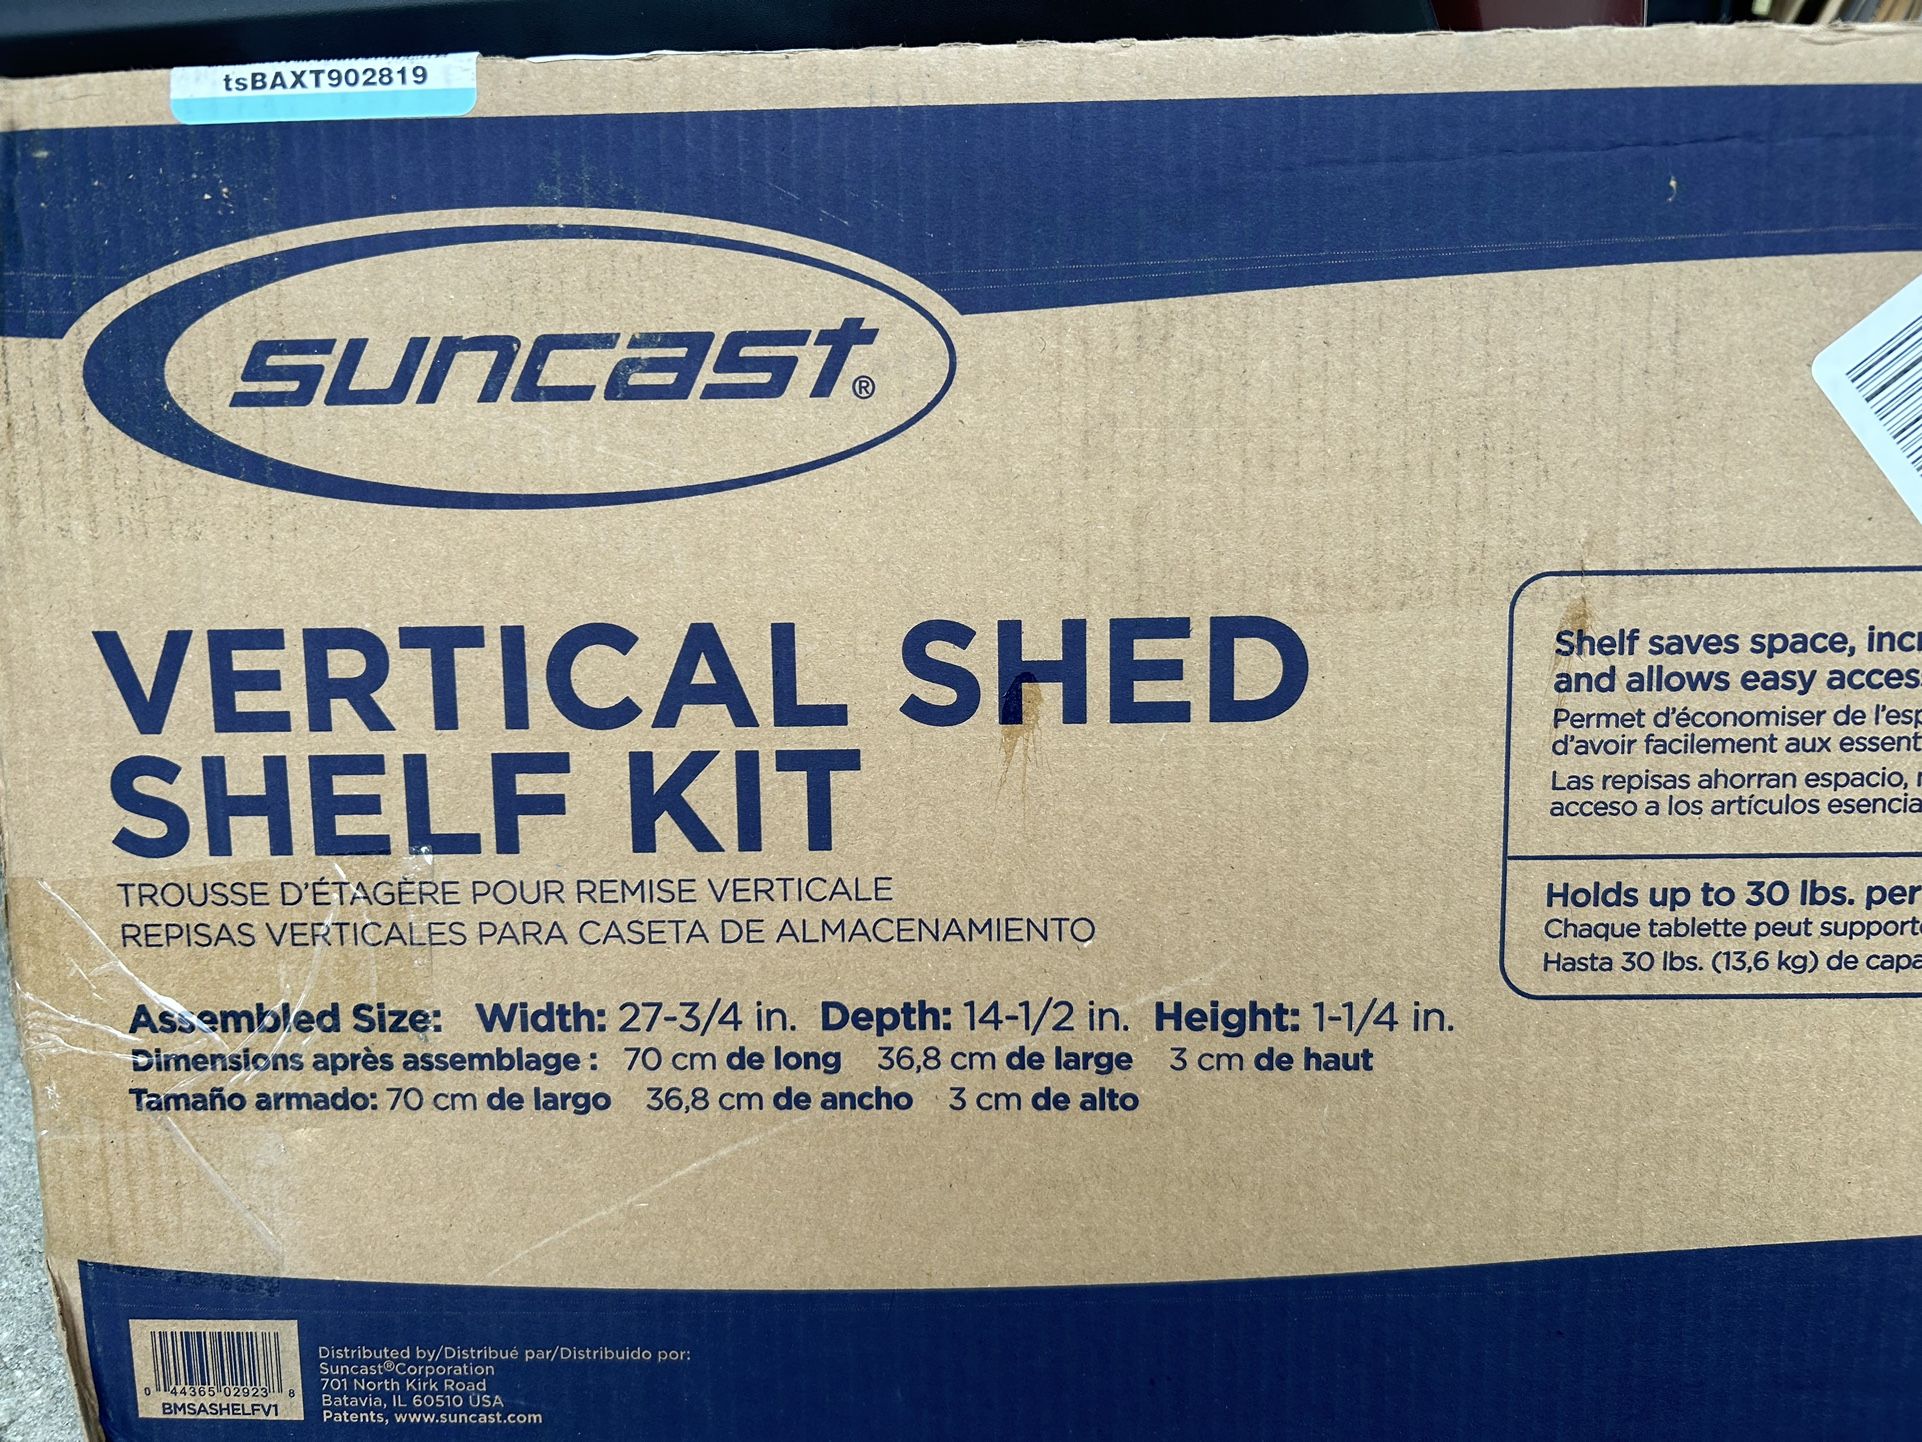 tsBAXT902819
suncast®
VERTICAL SHED
SHELF KIT
TROUSSE D'ÉTAGÈRE POUR REMISE VERTICALE
REPISAS VERTICALES PARA CASETA DE ALMACENAMIENTO
Assembled Size: Width: 27-3/4 in. Depth: 14-1/2 in. Height: 1-1/4 in.
Dimensions après assemblage : 70 cm de long 36,8 cm de large 3 cm de haut
Tamaño armado: 70 cm de largo 36,8 cm de ancho 3 cm de alto
Shelf saves space,
and allows easy
Permet d'économiser de
d'avoir facilement aux
Las repisas ahorran espacio,
acceso a los artículos
Holds up to 30 lbs. per
Chaque tablette peut
Hasta 30 lbs. (13,6 kg) de
0 44365 02923 8
BMSASHELFV1
Distributed by/Distribué par/Distribuido por:
Suncast® Corporation
701 North Kirk Road
Batavia, IL 60510 USA
Patents, www.suncast.com